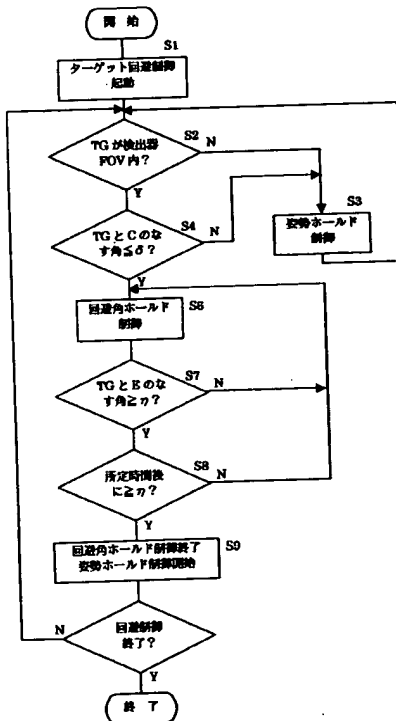 開 始
S1
ターゲット回避制御
起動
S2
TGが検出器
FOV内?
N
Y
S4
TGとCのな
す角≦δ?
N
S3
姿勢ホールド
制御
Y
回避角ホールド
制御
S6
S7
TGとEのな
す角≧η?
N
Y
S8
所定時間後
に≧η?
N
Y
S9
回避角ホールド制御終了
姿勢ホールド制御開始
N
回避制御
終了?
Y
終 了